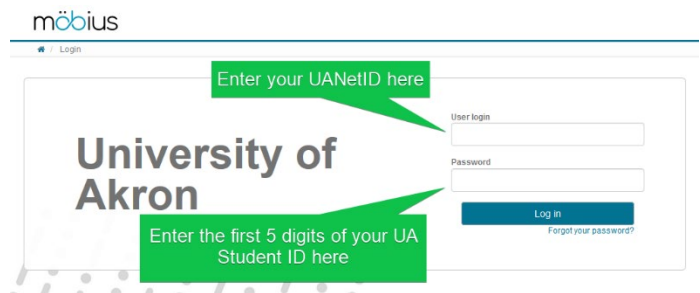 möbius
/ Login
Enter your UANetID here
User login
University of
Akron
Password
Enter the first 5 digits of your UA
Student ID here
Log in
Forgot your password?